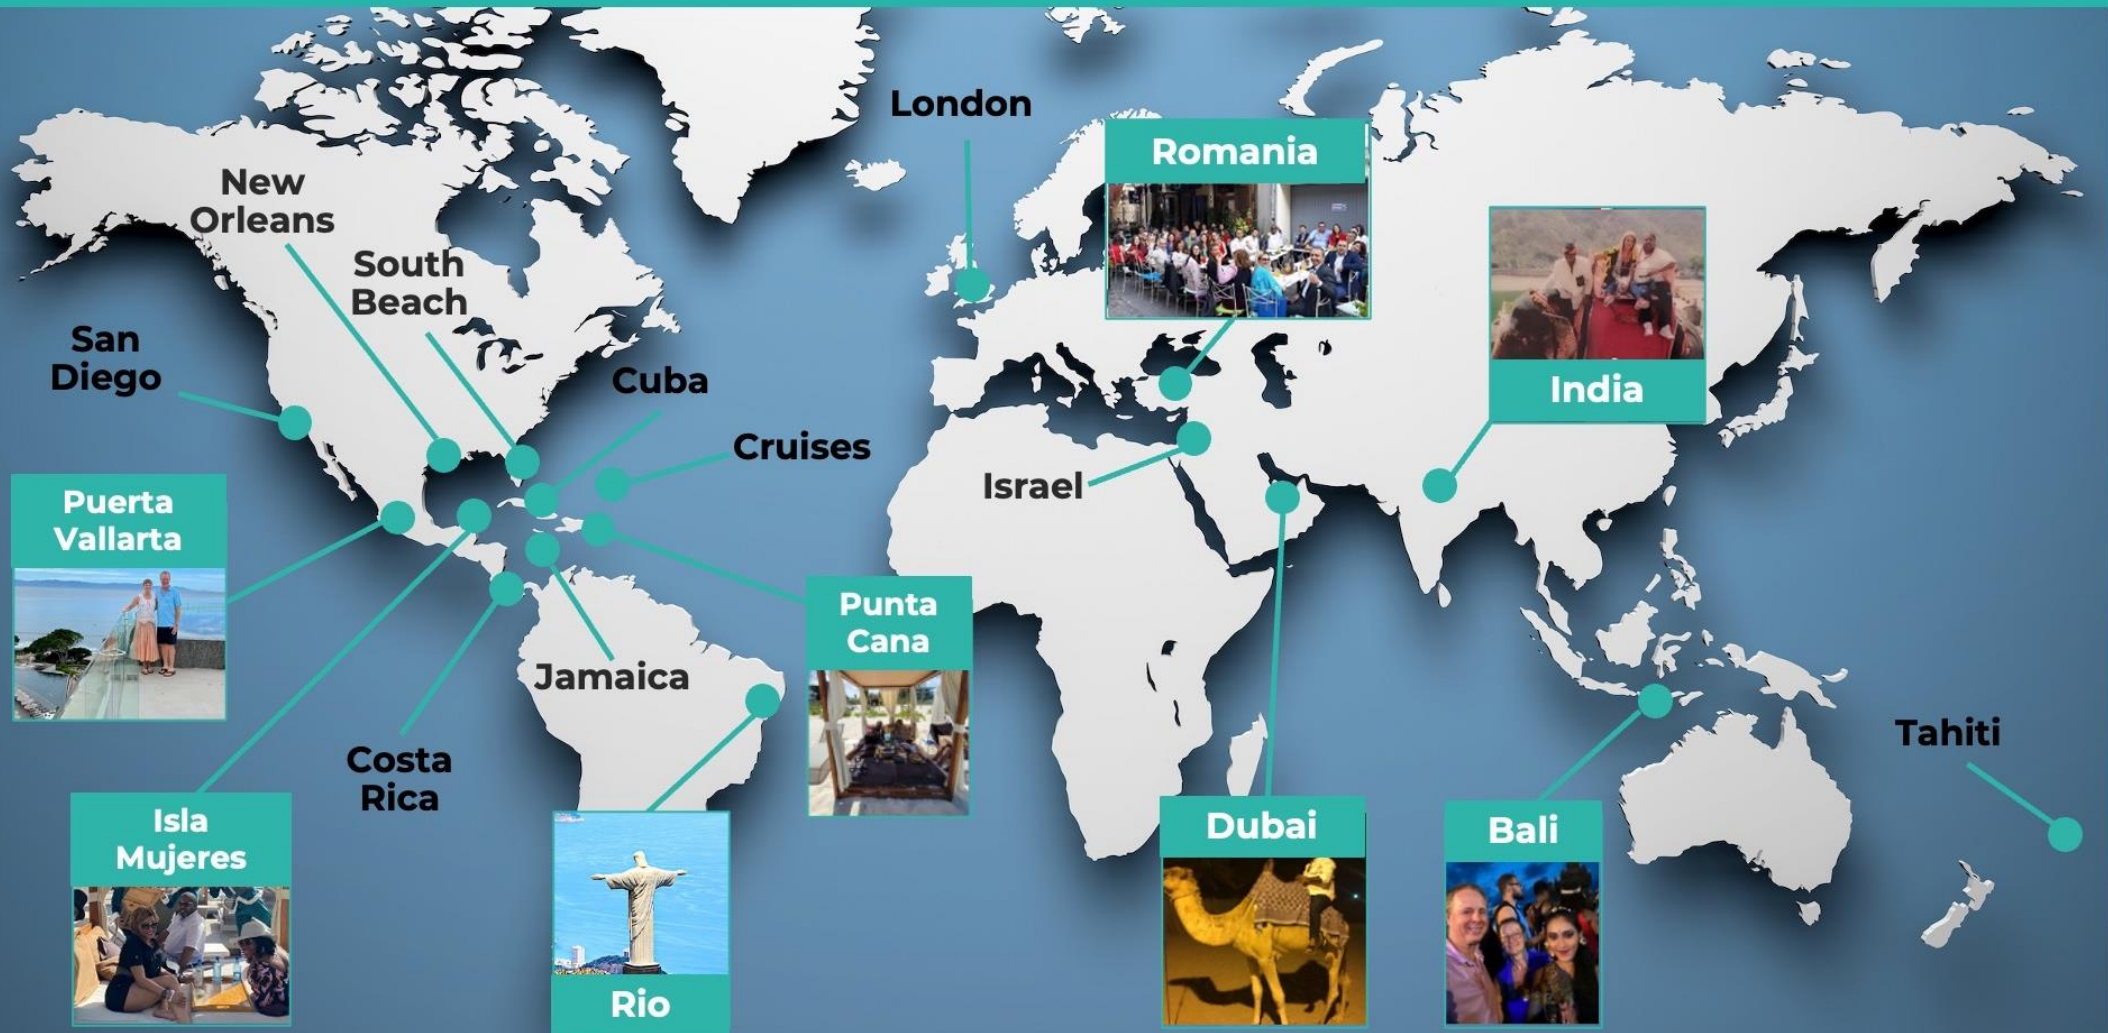 London
Romania
New
Orleans
South
Beach
San
Diego
Cuba
India
Cruises
Israel
Puerta
Vallarta
Punta
Cana
Jamaica
Costa
Rica
Tahiti
Isla
Mujeres
Dubai
Bali
Rio